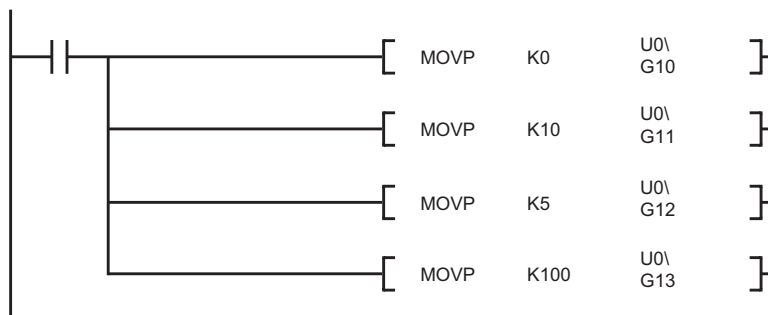 MOVP K0 U0\
G10
MOVP K10 U0\
G11
MOVP K5 U0\
G12
MOVP K100 U0\
G13